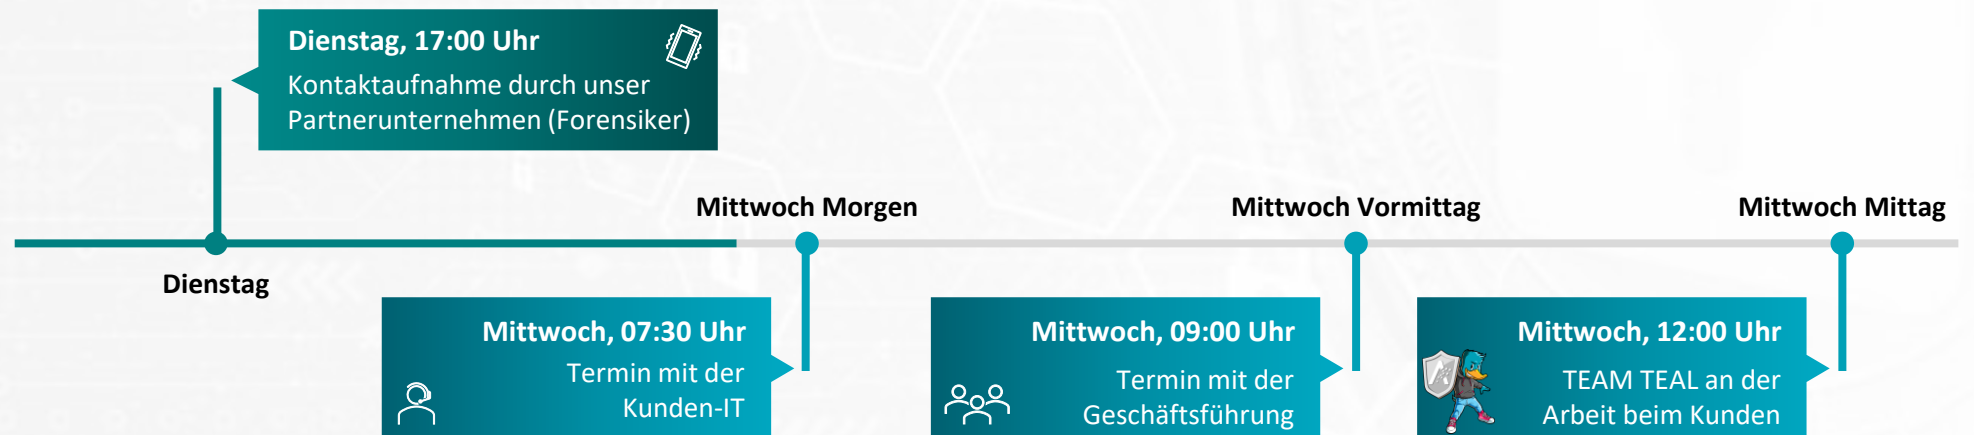 Dienstag, 17:00 Uhr
Kontaktaufnahme durch unser
Partnerunternehmen (Forensiker)
Mittwoch Morgen
Mittwoch Vormittag
Mittwoch Mittag
Dienstag
Mittwoch, 07:30 Uhr
Termin mit der
Kunden-IT
Mittwoch, 09:00 Uhr
Termin mit der
Geschäftsführung
Mittwoch, 12:00 Uhr
TEAM TEAL an der
Arbeit beim Kunden